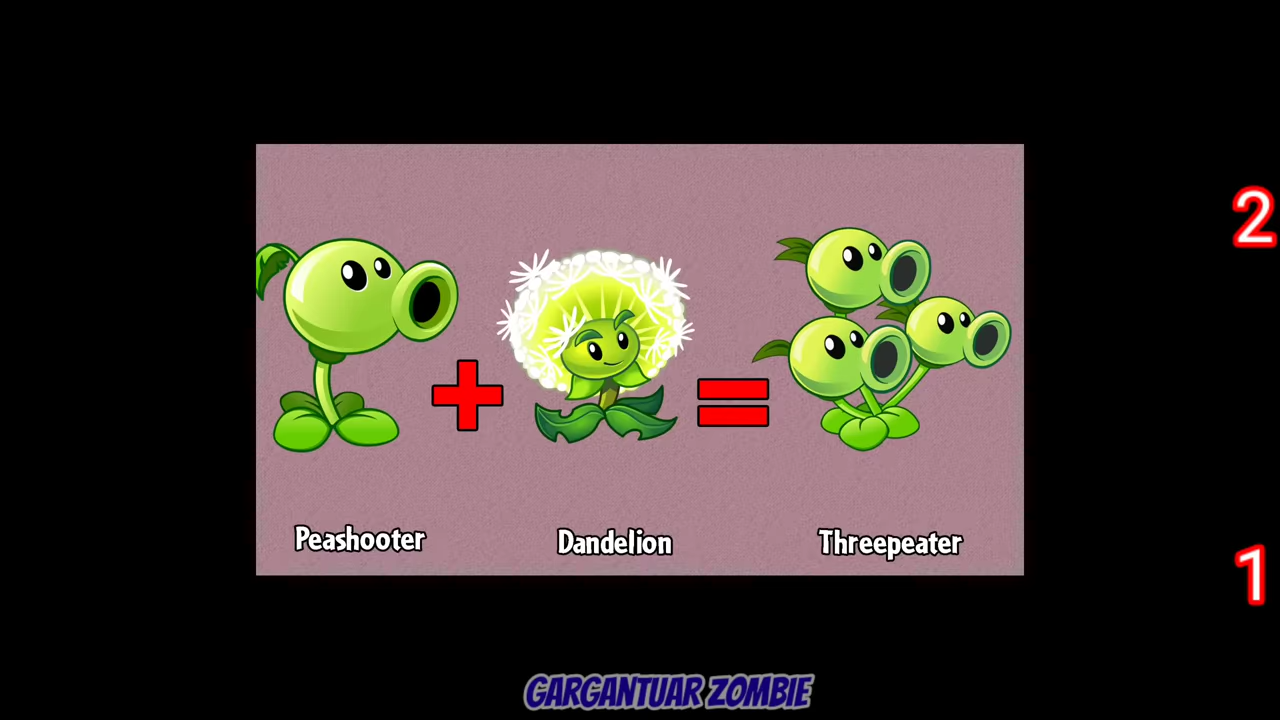 2
Peashooter
Dandelion
Threepeater
1
GARGANTUAR ZOMBIE